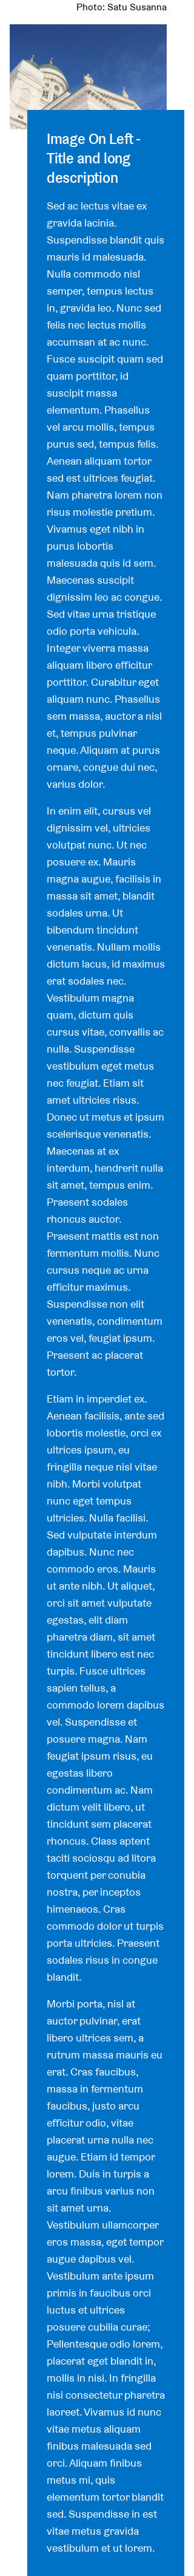 Photo: Satu Susanna
Image On Left -
Title and long
description
Sed ac lectus vitae ex
gravida lacinia.
Suspendisse blandit quis
mauris id malesuada.
Nulla commodo nisl
semper, tempus lectus
in, gravida leo. Nunc sed
felis nec lectus mollis
accumsan at ac nunc.
Fusce suscipit quam sed
quam porttitor, id
suscipit massa
elementum. Phasellus
vel arcu mollis, tempus
purus sed, tempus felis.
Aenean aliquam tortor
sed est ultrices feugiat.
Nam pharetra lorem non
risus molestie pretium.
Vivamus eget nibh in
purus lobortis
malesuada quis id sem.
Maecenas suscipit
dignissim leo ac congue.
Sed vitae urna tristique
odio porta vehicula.
Integer viverra massa
aliquam libero efficitur
porttitor. Curabitur eget
aliquam nunc. Phasellus
sem massa, auctor a nisl
et, tempus pulvinar
neque. Aliquam at purus
ornare, congue dui nec,
varius dolor.
In enim elit, cursus vel
dignissim vel, ultricies
volutpat nunc. Ut nec
posuere ex. Mauris
magna augue, facilisis in
massa sit amet, blandit
sodales urna. Ut
bibendum tincidunt
venenatis. Nullam mollis
dictum lacus, id maximus
erat sodales nec.
Vestibulum magna
quam, dictum quis
cursus vitae, convallis ac
nulla. Suspendisse
vestibulum eget metus
nec feugiat. Etiam sit
amet ultricies risus.
Donec ut metus et ipsum
scelerisque venenatis.
Maecenas at ex
interdum, hendrerit nulla
sit amet, tempus enim.
Praesent sodales
rhoncus auctor.
Praesent mattis est non
fermentum mollis. Nunc
cursus neque ac urna
efficitur maximus.
Suspendisse non elit
venenatis, condimentum
eros vel, feugiat ipsum.
Praesent ac placerat
tortor.
Etiam in imperdiet ex.
Aenean facilisis, ante sed
lobortis molestie, orci ex
ultrices ipsum, eu
fringilla neque nisl vitae
nibh. Morbi volutpat
nunc eget tempus
ultricies. Nulla facilisi.
Sed vulputate interdum
dapibus. Nunc nec
commodo eros. Mauris
ut ante nibh. Ut aliquet,
orci sit amet vulputate
egestas, elit diam
pharetra diam, sit amet
tincidunt libero est nec
turpis. Fusce ultrices
sapien tellus, a
commodo lorem dapibus
vel. Suspendisse et
posuere magna. Nam
feugiat ipsum risus, eu
egestas libero
condimentum ac. Nam
dictum velit libero, ut
tincidunt sem placerat
rhoncus. Class aptent
taciti sociosqu ad litora
torquent per conubia
nostra, per inceptos
himenaeos. Cras
commodo dolor ut turpis
porta ultricies. Praesent
sodales risus in congue
blandit.
Morbi porta, nisl at
auctor pulvinar, erat
libero ultrices sem, a
rutrum massa mauris eu
erat. Cras faucibus,
massa in fermentum
faucibus, justo arcu
efficitur odio, vitae
placerat urna nulla nec
augue. Etiam id tempor
lorem. Duis in turpis a
arcu finibus varius non
sit amet urna.
Vestibulum ullamcorper
eros massa, eget tempor
augue dapibus vel.
Vestibulum ante ipsum
primis in faucibus orci
luctus et ultrices
posuere cubilia curae;
Pellentesque odio lorem,
placerat eget blandit in,
mollis in nisi. In fringilla
nisi consectetur pharetra
laoreet. Vivamus id nunc
vitae metus aliquam
finibus malesuada sed
orci. Aliquam finibus
metus mi, quis
elementum tortor blandit
sed. Suspendisse in est
vitae metus gravida
vestibulum et ut lorem.